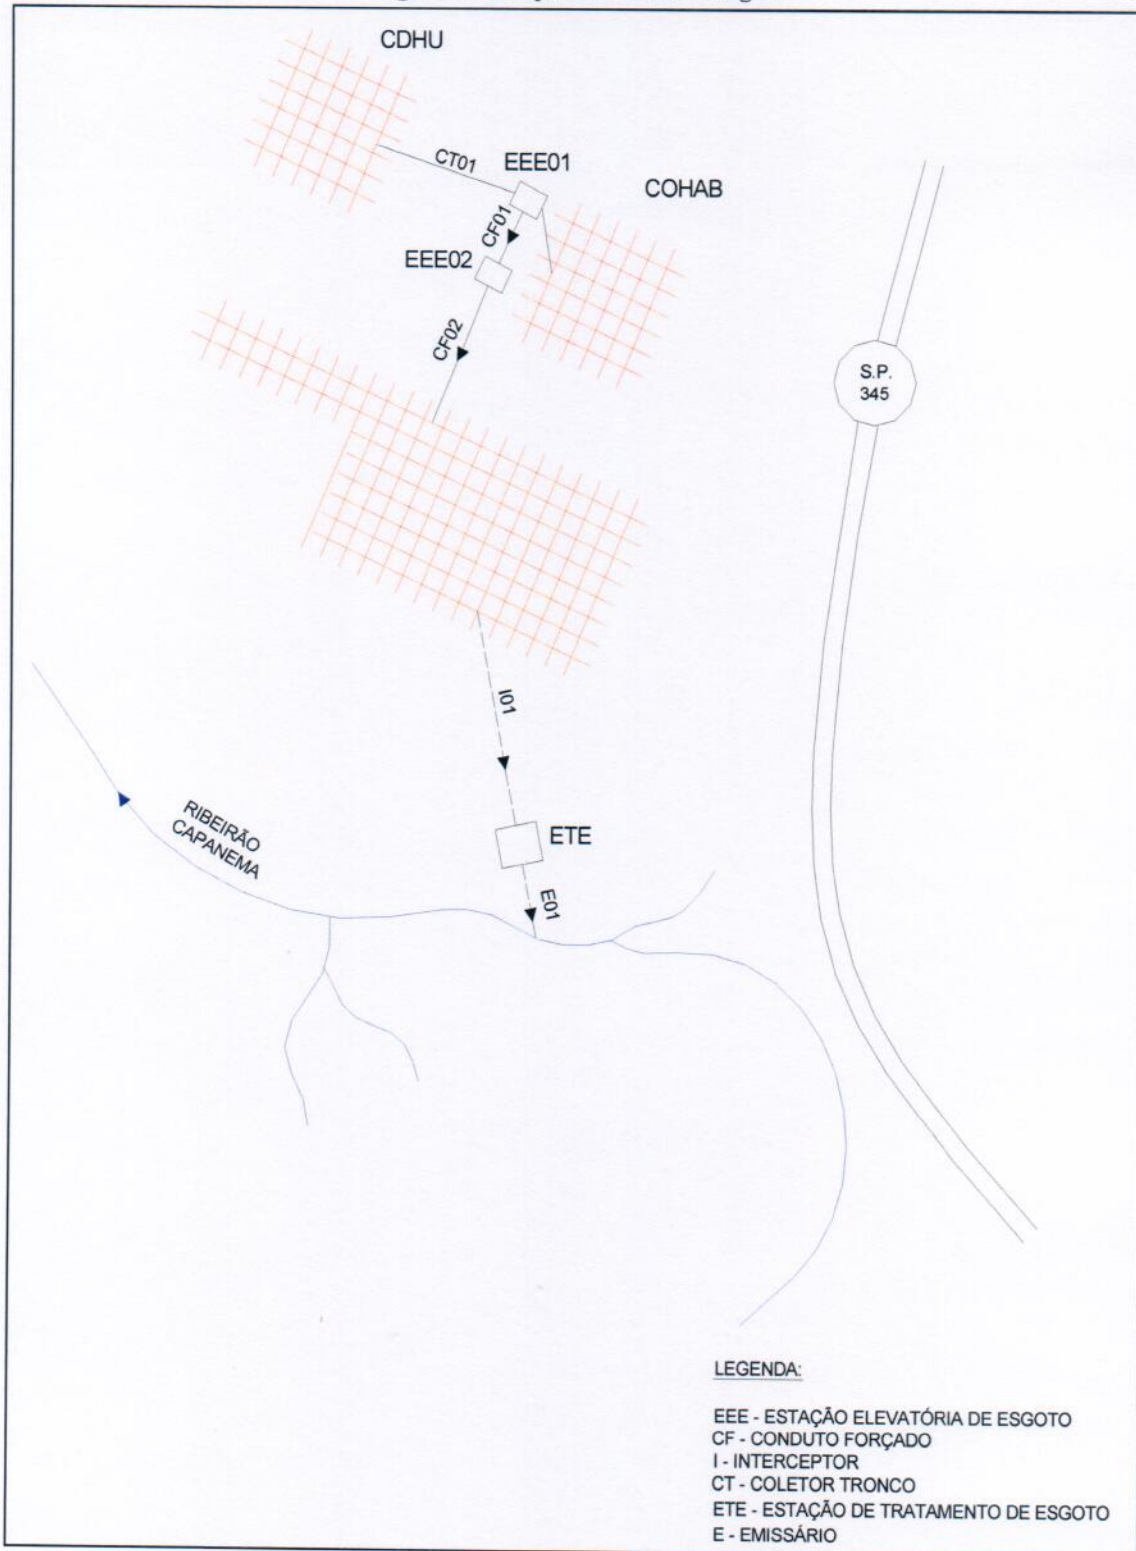 CDHU
CT01
EEE01
COHAB
CF01
EEE02
CF02
S.P.
345
I01
RIBEIRÃO
CAPANEMA
ETE
E01
LEGENDA:
EEE - ESTAÇÃO ELEVATÓRIA DE ESGOTO
CF - CONDUTO FORÇADO
I - INTERCEPTOR
CT - COLETOR TRONCO
ETE - ESTAÇÃO DE TRATAMENTO DE ESGOTO
E - EMISSÁRIO